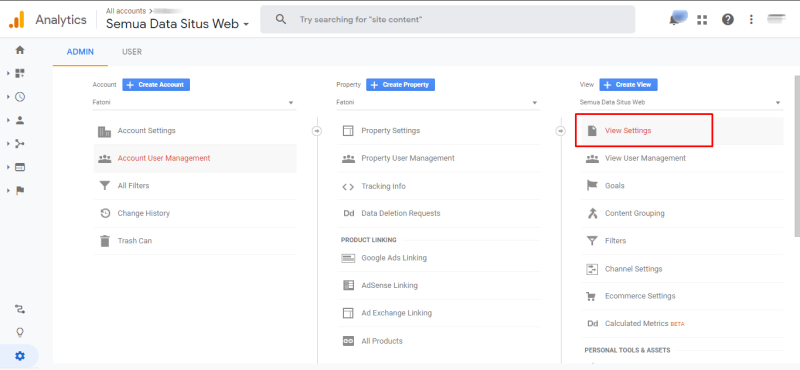 Analytics
All accounts >
Semua Data Situs Web
Try searching for "site content"
ADMIN
USER
Account
Create Account
Fatoni
Account Settings
Account User Management
All Filters
Change History
Trash Can
Property
Create Property
Fatoni
Property Settings
Property User Management
Tracking Info
Dd Data Deletion Requests
PRODUCT LINKING
Google Ads Linking
AdSense Linking
Ad Exchange Linking
All Products
View
Create View
Semua Data Situs Web
View Settings
View User Management
Goals
Content Grouping
Filters
Channel Settings
Ecommerce Settings
Dd Calculated Metrics BETA
PERSONAL TOOLS & ASSETS